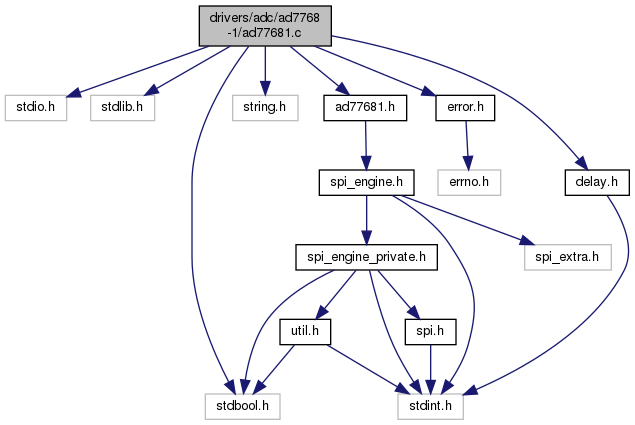 drivers/adc/ad7768
-1/ad77681.c
stdio.h
stdlib.h
string.h
ad77681.h
error.h
spi_engine.h
errno.h
delay.h
spi_engine_private.h
spi_extra.h
util.h
spi.h
stdbool.h
stdint.h